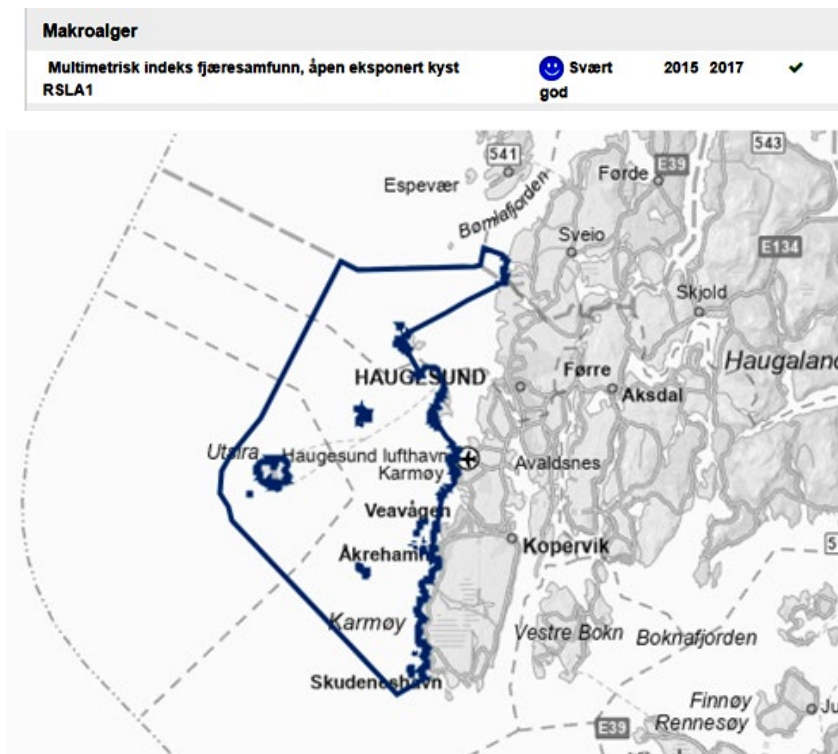 Makroalger
Multimetrisk indeks fjæresamfunn, åpen eksponert kyst Svært 2015 2017
RSLA1 god
541
543
Førde
E39
Espevær
Bømlafjorden
Sveio
E134
Skjold
HAUGESUND
Førre
Haugaland
Aksdal
Utsira
Haugesund lufthavn
Karmøy
Avaldsnes
Veavågen
Kopervik
5
Åkrehamn
Karmøy
Vestre Bokn
Boknafjorden
Skudeneshavn
Finnøy
Ju
Rennesøy
E39